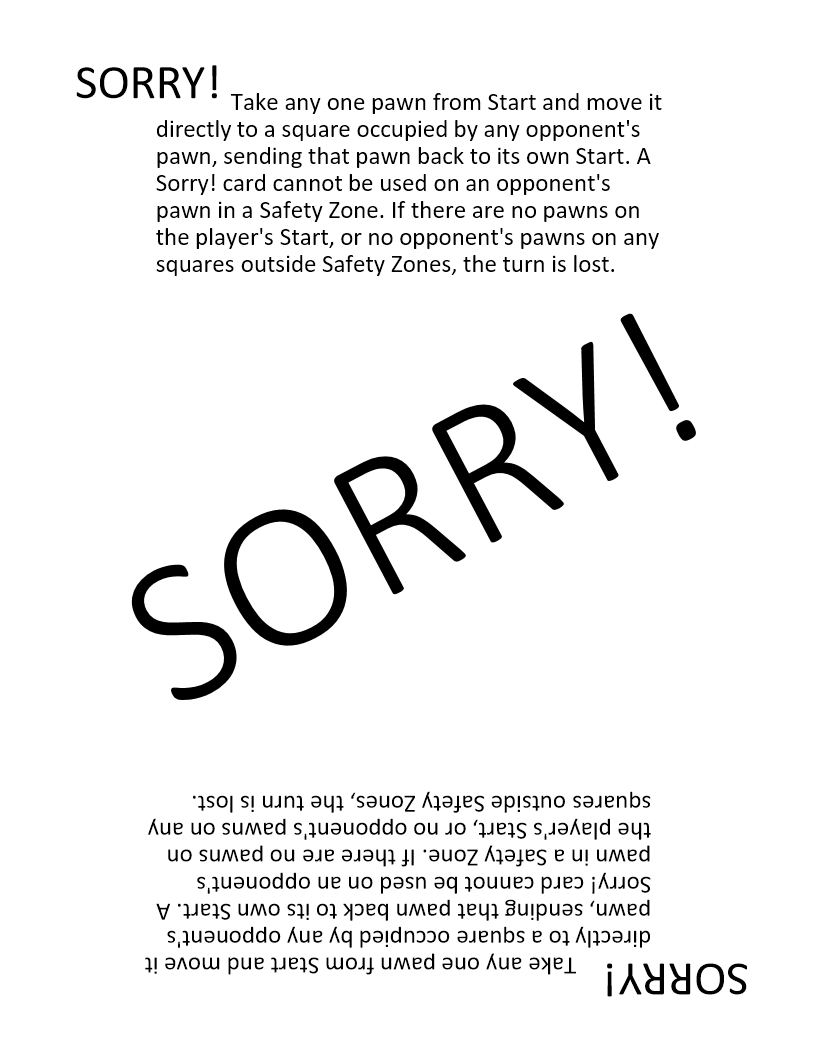 SORRY!
Take any one pawn from Start and move it
directly to a square occupied by any opponent's
pawn, sending that pawn back to its own Start. A
Sorry! card cannot be used on an opponent's
pawn in a Safety Zone. If there are no pawns on
the player's Start, or no opponent's pawns on any
squares outside Safety Zones, the turn is lost.
SORRY!
SORRY!
Take any one pawn from Start and move it
directly to a square occupied by any opponent's
pawn, sending that pawn back to its own Start. A
Sorry! card cannot be used on an opponent's
pawn in a Safety Zone. If there are no pawns on
the player's Start, or no opponent's pawns on any
squares outside Safety Zones, the turn is lost.